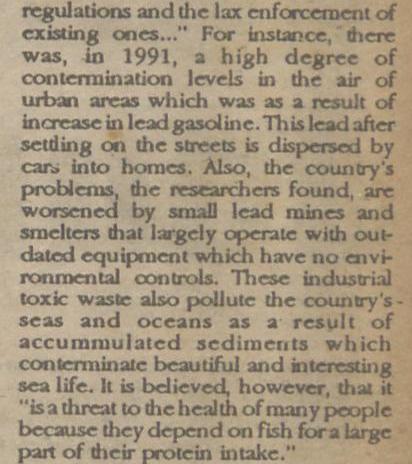 regulations and the lax enforcement of
existing ones..." For instance, there
was, in 1991, a high degree of
contermination levels in the air of
urban areas which was as a result of
increase in lead gasoline. This lead after
settling on the streets is dispersed by
cars into homes. Also, the country's
problems, the researchers found, are
worsened by small lead mines and
smelters that largely operate with out-
dated equipment which have no envi-
ronmental controls. These industrial
toxic waste also pollute the country's
seas and oceans as a result of
accummulated sediments which
conterminate beautiful and interesting
sea life. It is believed, however, that it
"is a threat to the health of many people
because they depend on fish for a large
part of their protein intake."